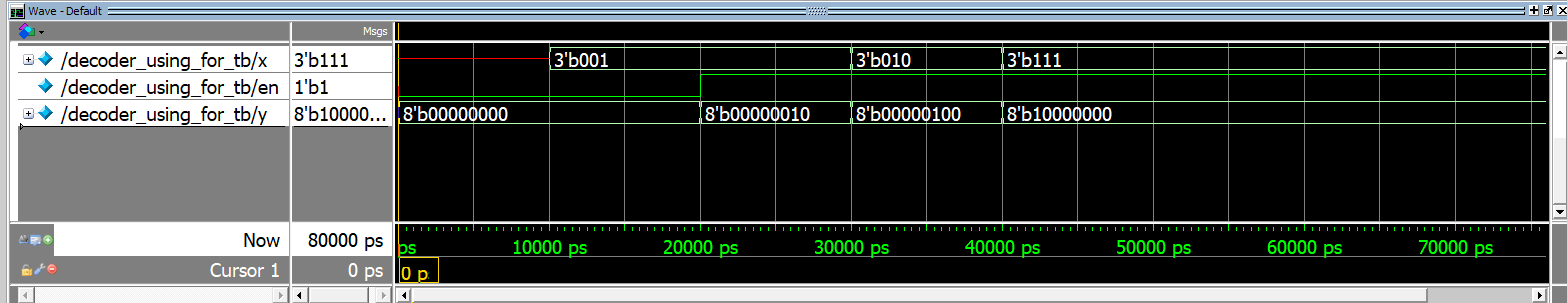 Wave - Default
Msgs
/decoder_using_for_tb/x 3'b111 3'b001 3'b010 3'b111
/decoder_using_for_tb/en 1'b1
/decoder_using_for_tb/y 8'b10000... 8'b00000000 8'b00000010 8'b00000100 8'b10000000
Now 80000 ps ps 10000 ps 20000 ps 30000 ps 40000 ps 50000 ps 60000 ps 70000 ps
Cursor 1 0 ps 0 ps